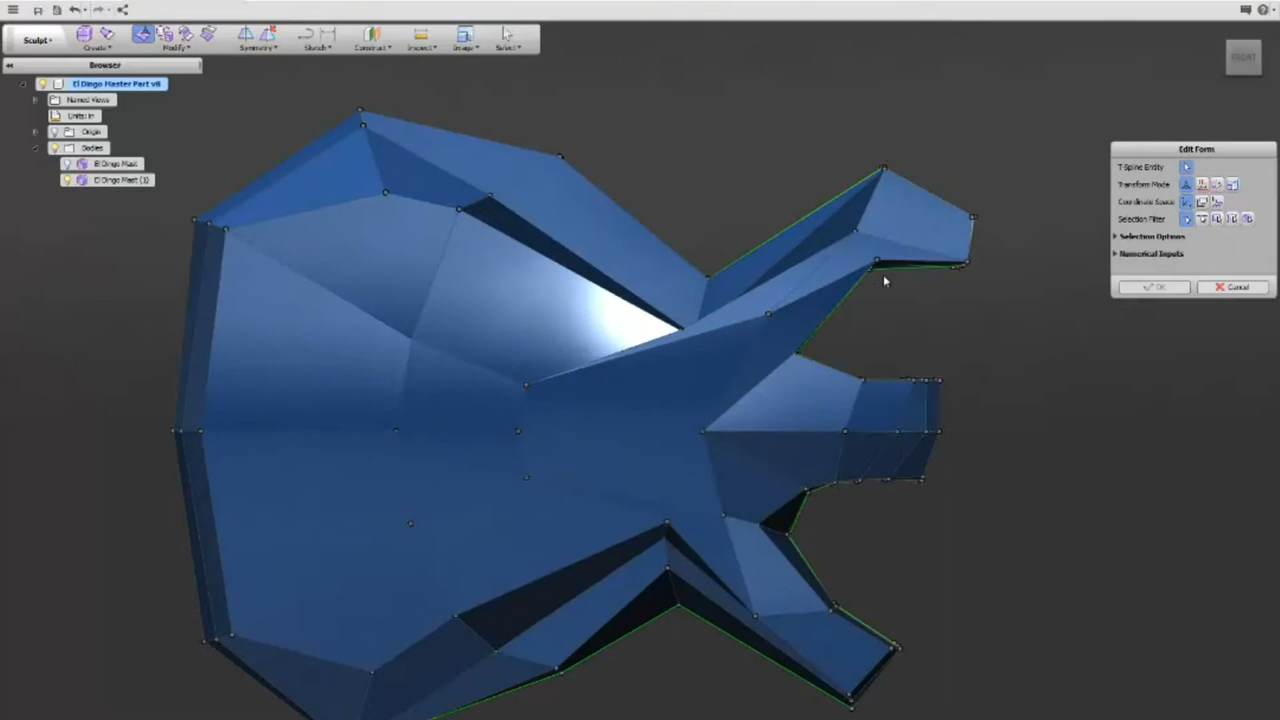 Sculpt
Create
Modify
Symmetry
Sketch
Construct
Inspect
Image
Select
FRONT
Browser
El Dingo Master Part v8
Named Views
Units: in
Origin
Bodies
El Dingo Mast
El Dingo Mast (1)
Edit Form
T-Spline Entity
Transform Mode
Coordinate Space
Selection Filter
Selection Options
Numerical Inputs
OK
Cancel